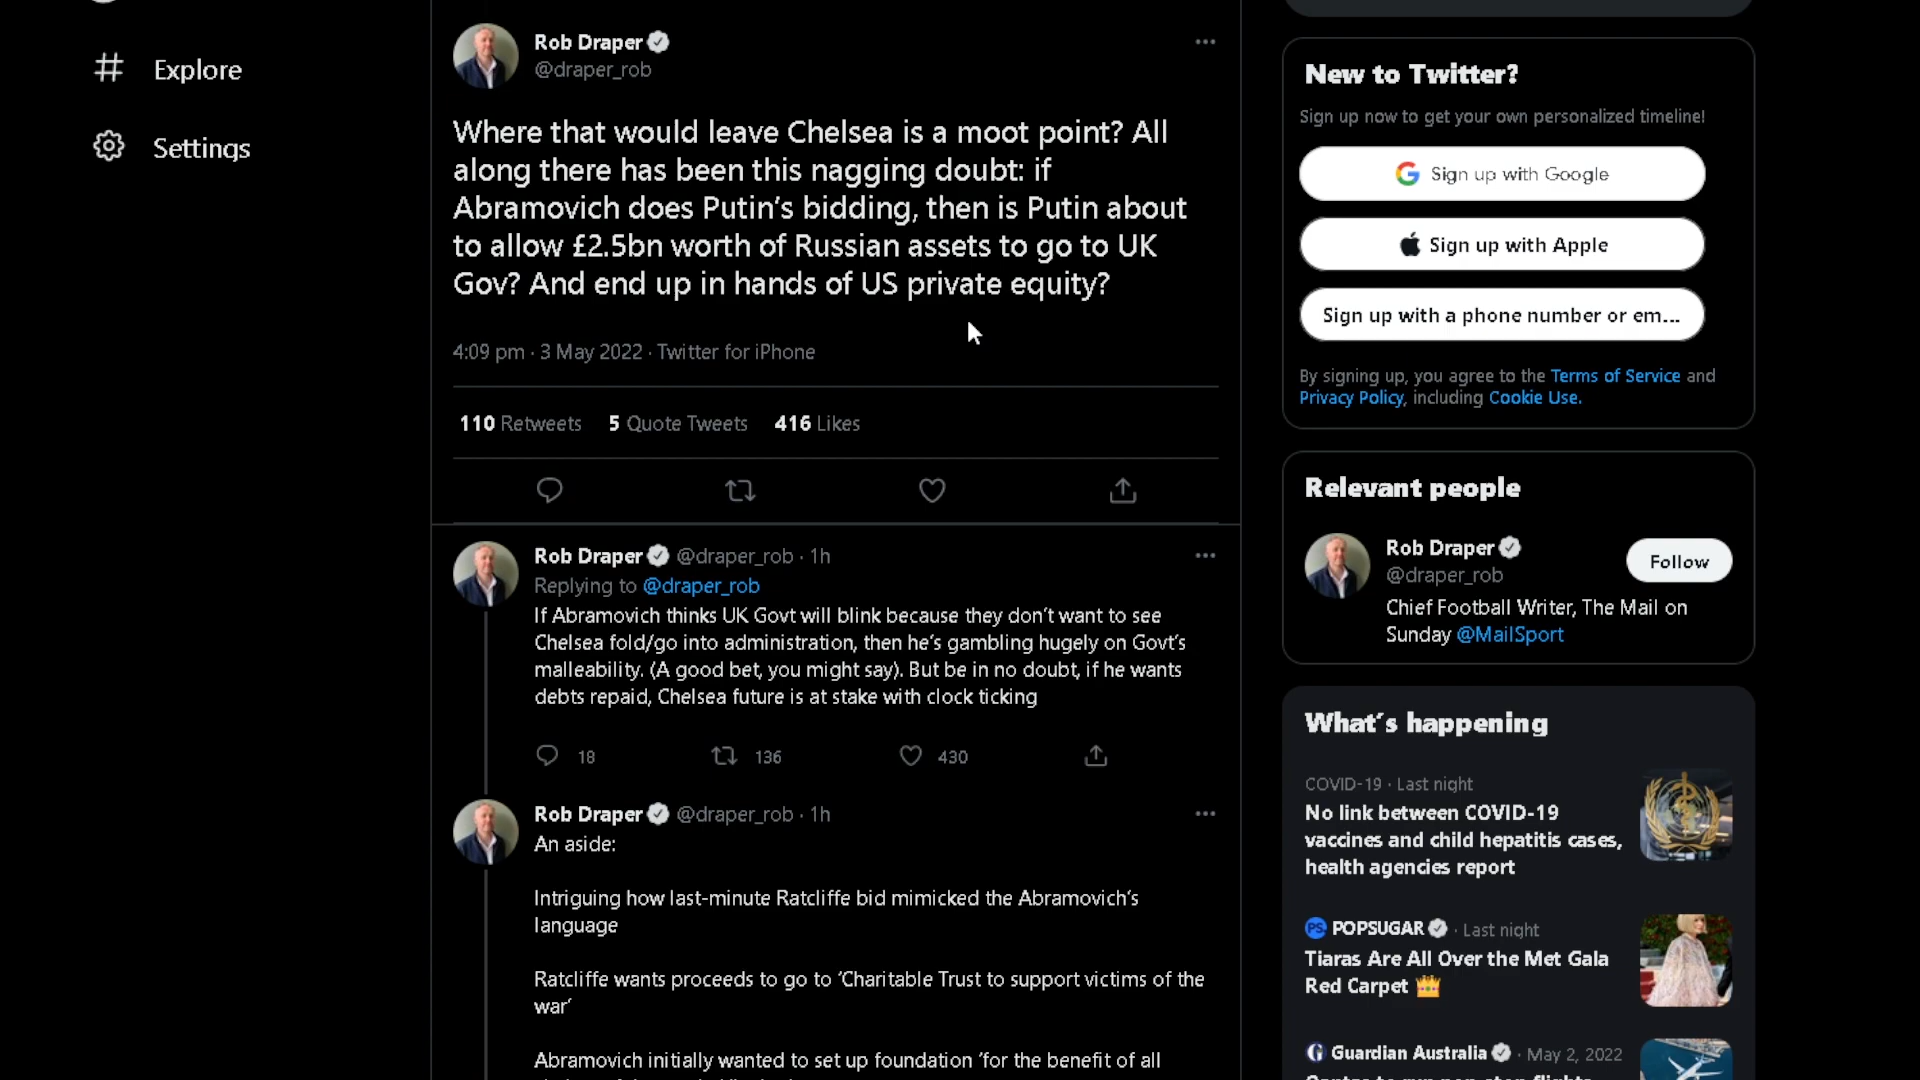 Explore
Settings
Rob Draper
@draper_rob
Where that would leave Chelsea is a moot point? All
along there has been this nagging doubt: if
Abramovich does Putin's bidding, then is Putin about
to allow £2.5bn worth of Russian assets to go to UK
Gov? And end up in hands of US private equity?
4:09 pm · 3 May 2022 · Twitter for iPhone
110 Retweets 5 Quote Tweets 416 Likes
Rob Draper @draper_rob · 1h
Replying to @draper_rob
If Abramovich thinks UK Govt will blink because they don't want to see
Chelsea fold/go into administration, then he's gambling hugely on Govt's
malleability. (A good bet, you might say). But be in no doubt, if he wants
debts repaid, Chelsea future is at stake with clock ticking
18 136 430
Rob Draper @draper_rob · 1h
An aside:
Intriguing how last-minute Ratcliffe bid mimicked the Abramovich's
language
Ratcliffe wants proceeds to go to 'Charitable Trust to support victims of the
war'
Abramovich initially wanted to set up foundation 'for the benefit of all
New to Twitter?
Sign up now to get your own personalized timeline!
Sign up with Google
Sign up with Apple
Sign up with a phone number or em...
By signing up, you agree to the Terms of Service and
Privacy Policy, including Cookie Use.
Relevant people
Rob Draper
@draper_rob
Follow
Chief Football Writer, The Mail on
Sunday @MailSport
What's happening
COVID-19 · Last night
No link between COVID-19
vaccines and child hepatitis cases,
health agencies report
PS POPSUGAR · Last night
Tiaras Are All Over the Met Gala
Red Carpet 👑
Guardian Australia · May 2, 2022